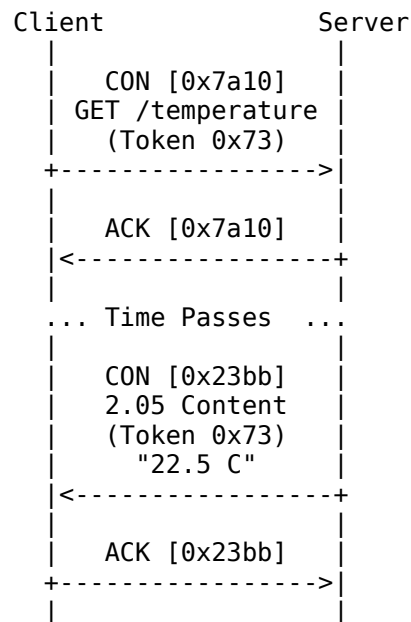 Client Server
CON [0x7a10]
GET /temperature
(Token 0x73)
ACK [0x7a10]
... Time Passes ...
CON [0x23bb]
2.05 Content
(Token 0x73)
"22.5 C"
ACK [0x23bb]